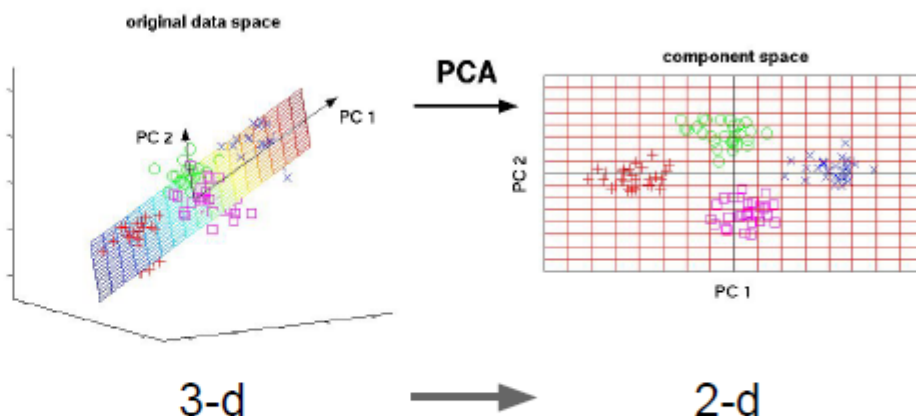 original data space
PCA
component space
PC 1
PC 2
PC 2
PC 1
3-d
2-d